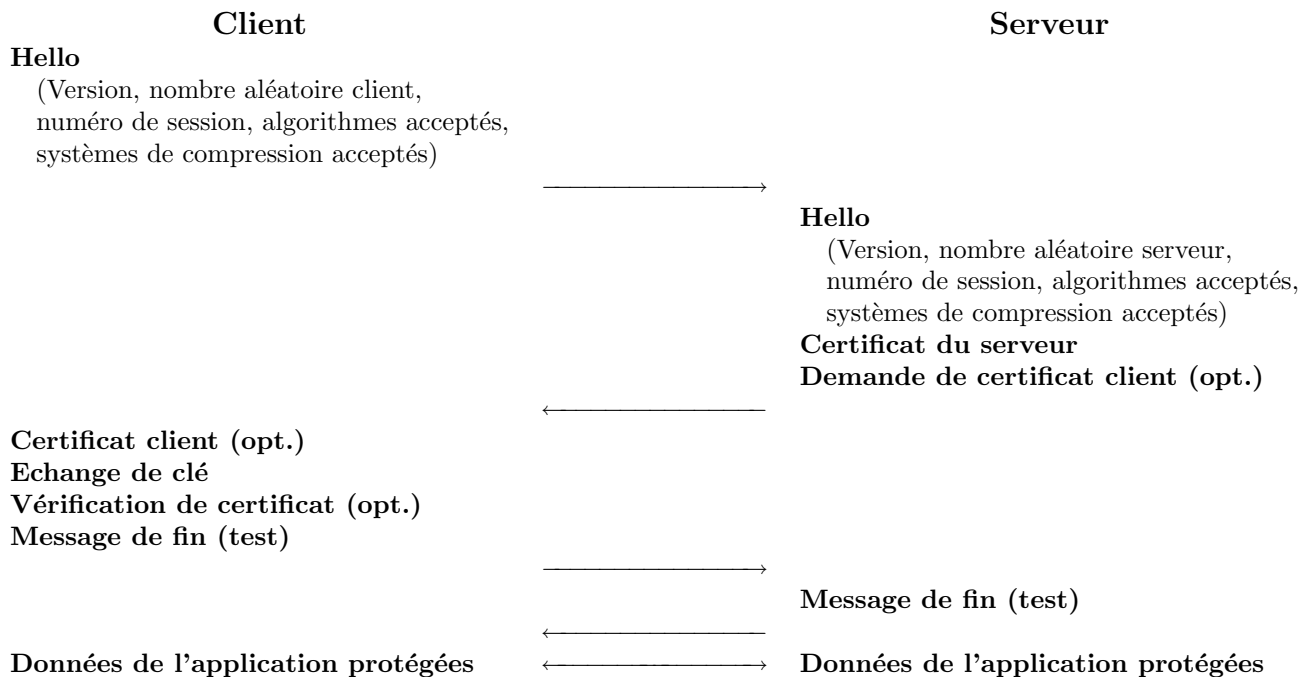 Client Serveur
Hello
(Version, nombre aléatoire client,
numéro de session, algorithmes acceptés,
systèmes de compression acceptés)
Hello
(Version, nombre aléatoire serveur,
numéro de session, algorithmes acceptés,
systèmes de compression acceptés)
Certificat du serveur
Demande de certificat client (opt.)
Certificat client (opt.)
Echange de clé
Vérification de certificat (opt.)
Message de fin (test)
Message de fin (test)
Données de l'application protégées Données de l'application protégées